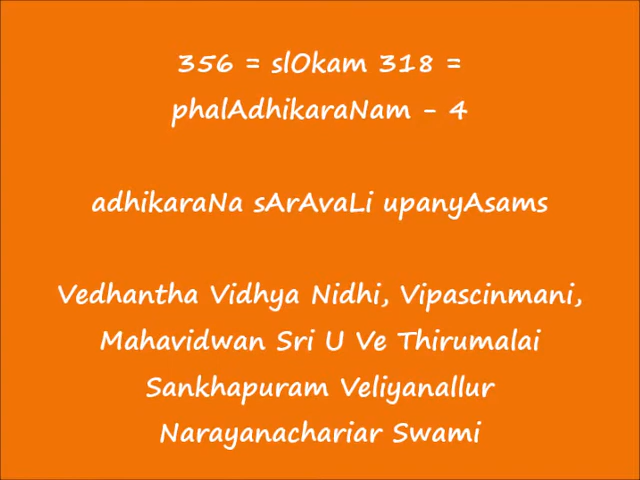 356 = slOkam 318 =
phalAdhikaraNam - 4
adhikaraNa sArAvaLi upanyAsams
Vedhantha Vidhya Nidhi, Vipascinmani,
Mahavidwan Sri U Ve Thirumalai
Sankhapuram Veliyanallur
Narayanachariar Swami